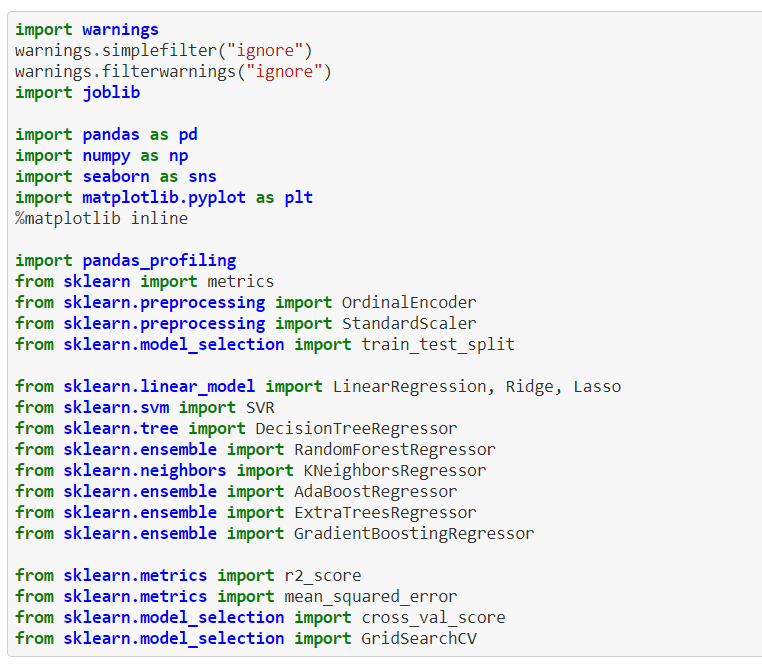 import warnings
warnings.simplefilter("ignore")
warnings.filterwarnings("ignore")
import joblib
import pandas as pd
import numpy as np
import seaborn as sns
import matplotlib.pyplot as plt
%matplotlib inline
import pandas_profiling
from sklearn import metrics
from sklearn.preprocessing import OrdinalEncoder
from sklearn.preprocessing import StandardScaler
from sklearn.model_selection import train_test_split
from sklearn.linear_model import LinearRegression, Ridge, Lasso
from sklearn.svm import SVR
from sklearn.tree import DecisionTreeRegressor
from sklearn.ensemble import RandomForestRegressor
from sklearn.neighbors import KNeighborsRegressor
from sklearn.ensemble import AdaBoostRegressor
from sklearn.ensemble import ExtraTreesRegressor
from sklearn.ensemble import GradientBoostingRegressor
from sklearn.metrics import r2_score
from sklearn.metrics import mean_squared_error
from sklearn.model_selection import cross_val_score
from sklearn.model_selection import GridSearchCV